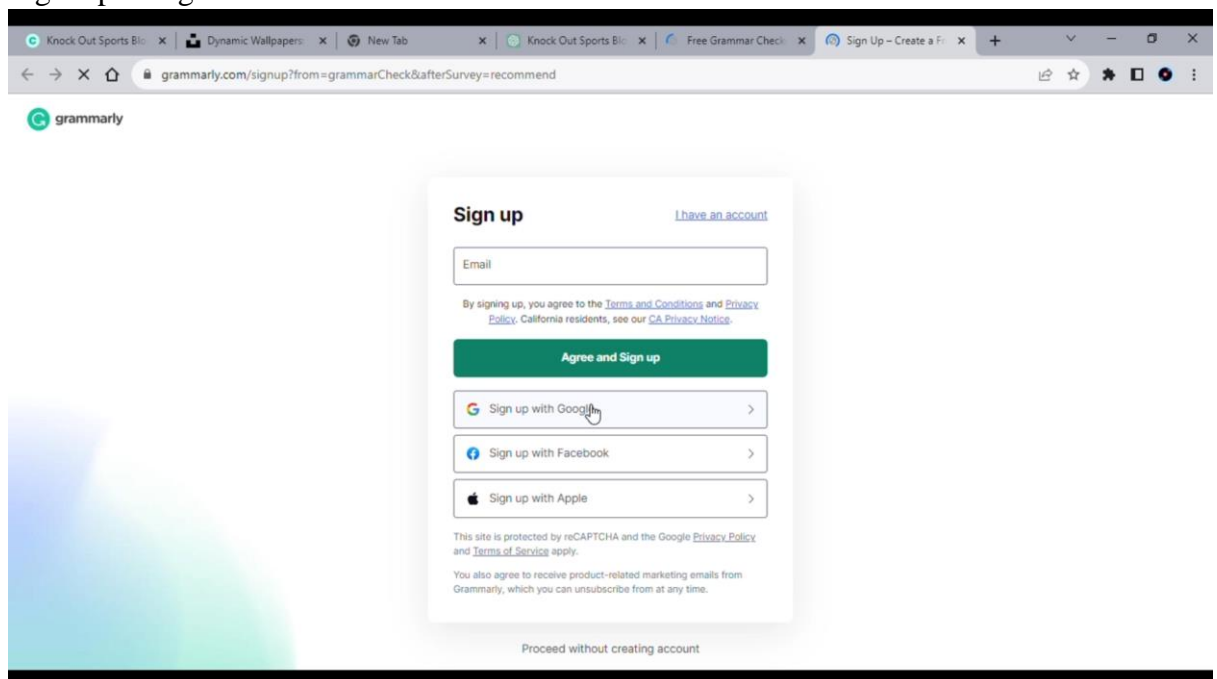 Knock Out Sports Blo
Dynamic Wallpapers
New Tab
Knock Out Sports Blo
Free Grammar Check
Sign Up – Create a Fr
grammarly.com/signup?from=grammarCheck&afterSurvey=recommend
grammarly
Sign up
I have an account
Email
By signing up, you agree to the Terms and Conditions and Privacy
Policy. California residents, see our CA Privacy Notice.
Agree and Sign up
Sign up with Google
Sign up with Facebook
Sign up with Apple
This site is protected by reCAPTCHA and the Google Privacy Policy
and Terms of Service apply.
You also agree to receive product-related marketing emails from
Grammarly, which you can unsubscribe from at any time.
Proceed without creating account